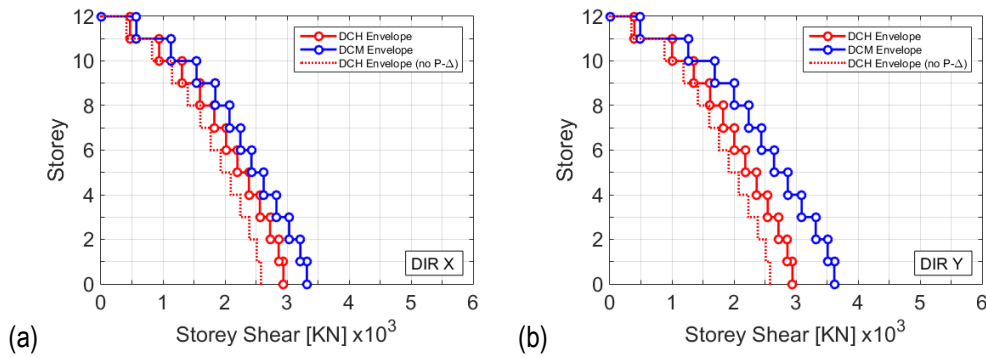 12
10
8
6
4
2
0
Storey
DCH Envelope
DCM Envelope
DCH Envelope (no P-Δ)
DIR X
0 1 2 3 4 5 6
Storey Shear [KN] x10³
(a)
12
10
8
6
4
2
0
Storey
DCH Envelope
DCM Envelope
DCH Envelope (no P-Δ)
DIR Y
0 1 2 3 4 5 6
Storey Shear [KN] x10³
(b)